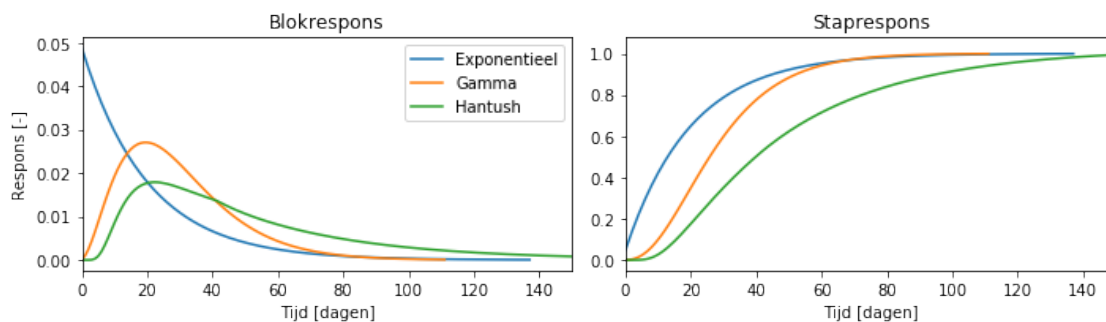 Blokrespons
Respons [-]
0.05
0.04
0.03
0.02
0.01
0.00
0 20 40 60 80 100 120 140
Tijd [dagen]
Exponentieel
Gamma
Hantush
Staprespons
1.0
0.8
0.6
0.4
0.2
0.0
0 20 40 60 80 100 120 140
Tijd [dagen]